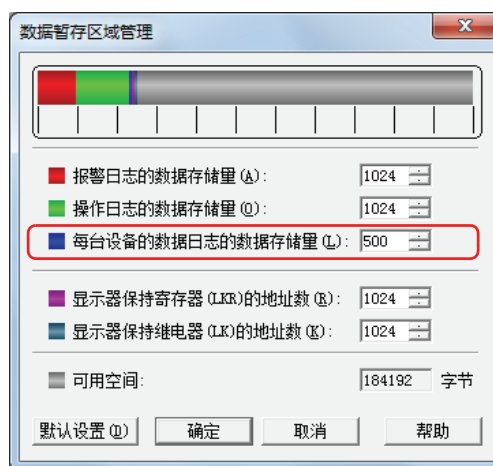 数据暂存区域管理
报警日志的数据存储量(A): 1024
操作日志的数据存储量(O): 1024
每台设备的数据日志的数据存储量(L): 500
显示器保持寄存器(LKR)的地址数(R): 1024
显示器保持继电器(LK)的地址数(K): 1024
可用空间: 184192 字节
默认设置(D) 确定 取消 帮助